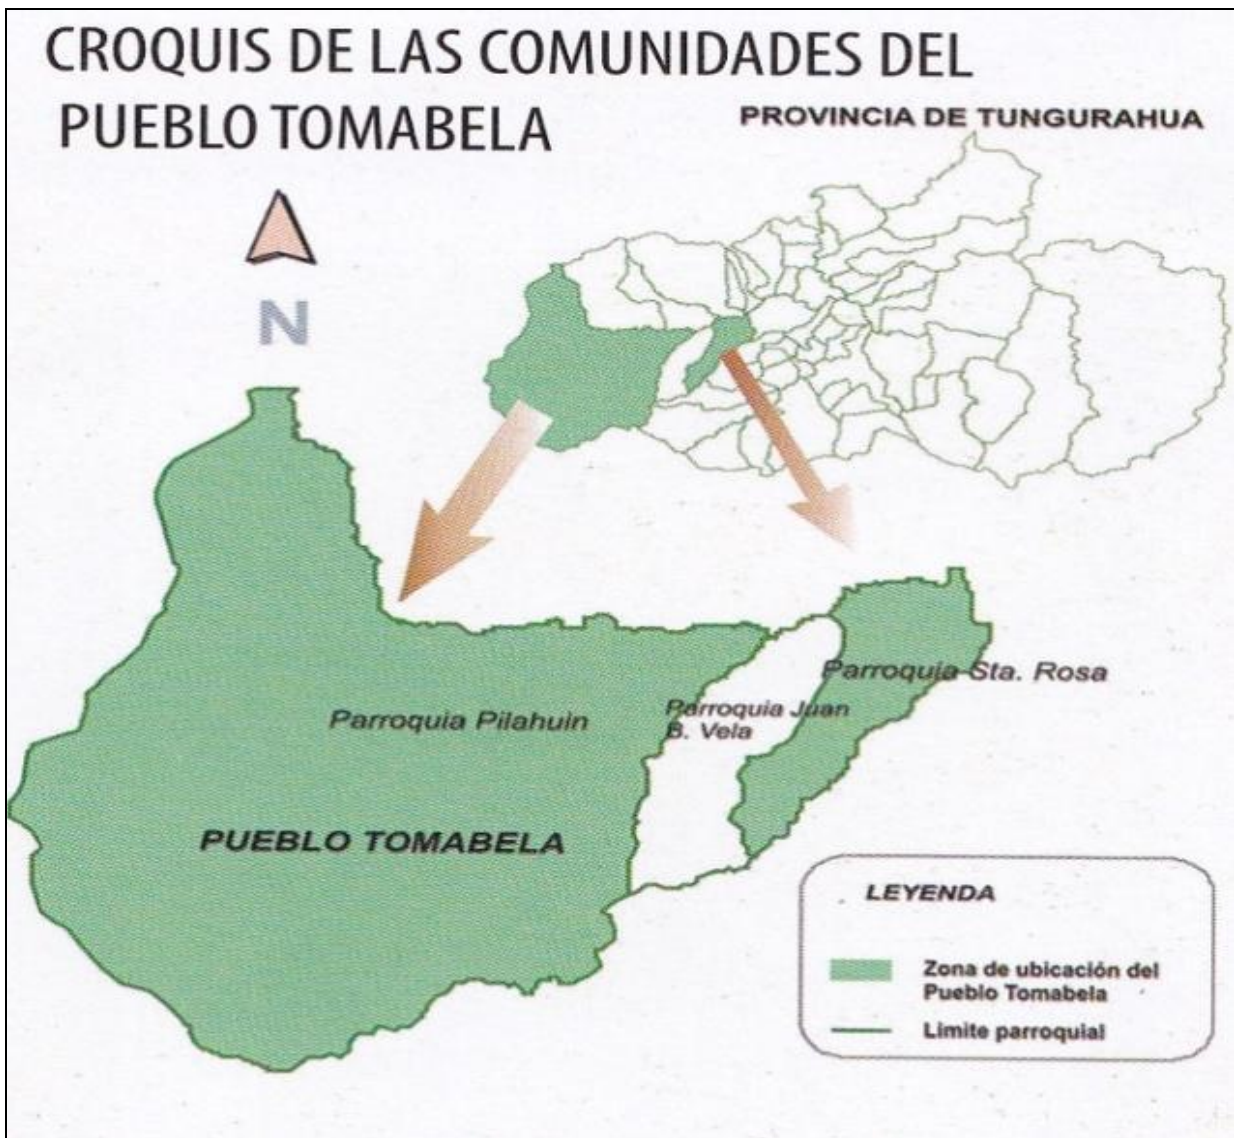 CROQUIS DE LAS COMUNIDADES DEL
PUEBLO TOMABELA
PROVINCIA DE TUNGURAHUA
N
Parroquia Sta. Rosa
Parroquia Pilahuin
Parroquia Juan
B. Vela
PUEBLO TOMABELA
LEYENDA
Zona de ubicación del
Pueblo Tomabela
Limite parroquial